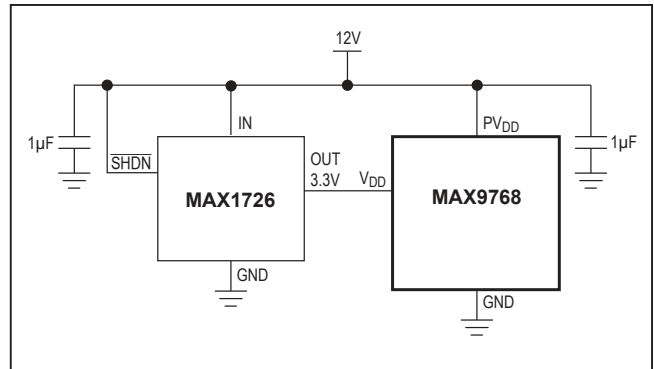 12V
IN
PVDD
1µF
SHDN
OUT
3.3V
VDD
1µF
MAX1726
MAX9768
GND
GND